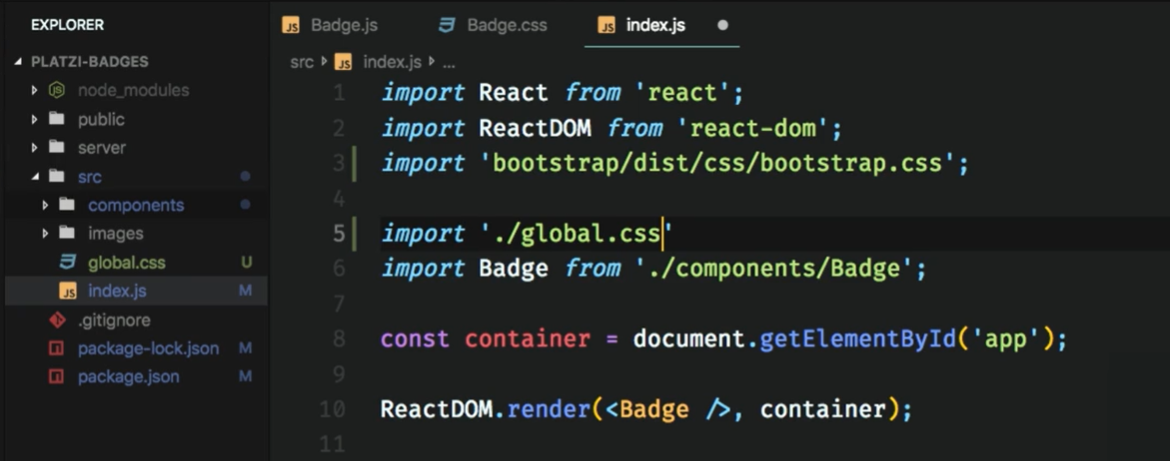 EXPLORER
PLATZI-BADGES
node_modules
public
server
src
components
images
global.css U
index.js M
.gitignore
package-lock.json M
package.json M
JS Badge.js
Badge.css
JS index.js
src JS index.js ...
1 import React from 'react';
2 import ReactDOM from 'react-dom';
3 import 'bootstrap/dist/css/bootstrap.css';
4
5 import './global.css'
6 import Badge from './components/Badge';
7
8 const container = document.getElementById('app');
9
10 ReactDOM.render(<Badge />, container);
11